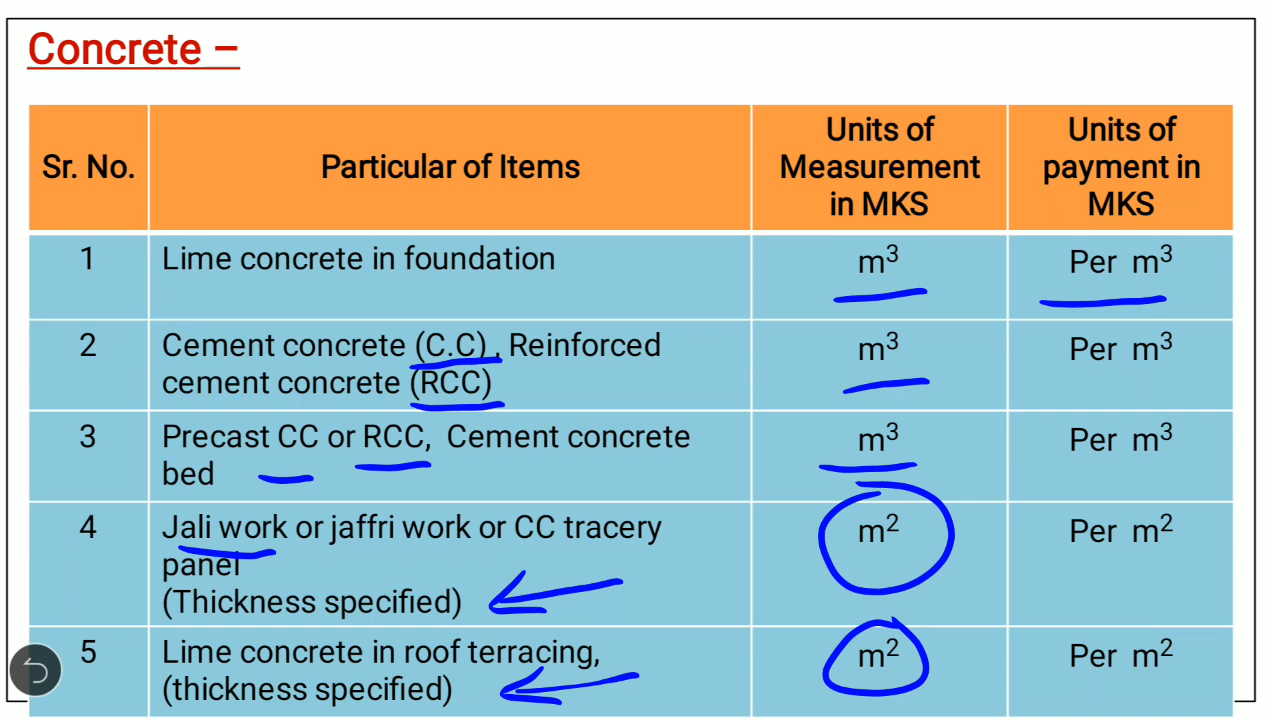 Concrete –
Sr. No.
Particular of Items
Units of
Measurement
in MKS
Units of
payment in
MKS
1
Lime concrete in foundation
m³
Per m³
2
Cement concrete (C.C) , Reinforced
cement concrete (RCC)
m³
Per m³
3
Precast CC or RCC, Cement concrete
bed
m³
Per m³
4
Jali work or jaffri work or CC tracery
panel
(Thickness specified)
m²
Per m²
5
Lime concrete in roof terracing,
(thickness specified)
m²
Per m²